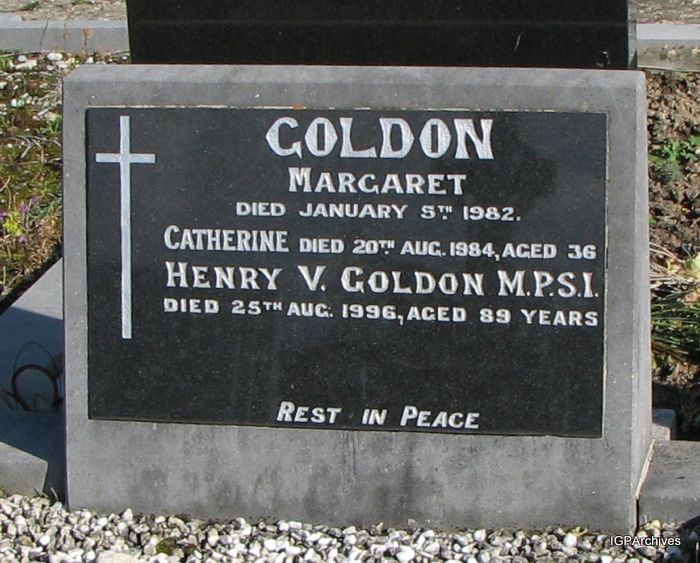 GOLDON
MARGARET
DIED JANUARY 5TH 1982.
CATHERINE DIED 20TH AUG. 1984, AGED 36
HENRY V. GOLDON M.P.S.I.
DIED 25TH AUG. 1996, AGED 89 YEARS
REST IN PEACE
IGPArchives